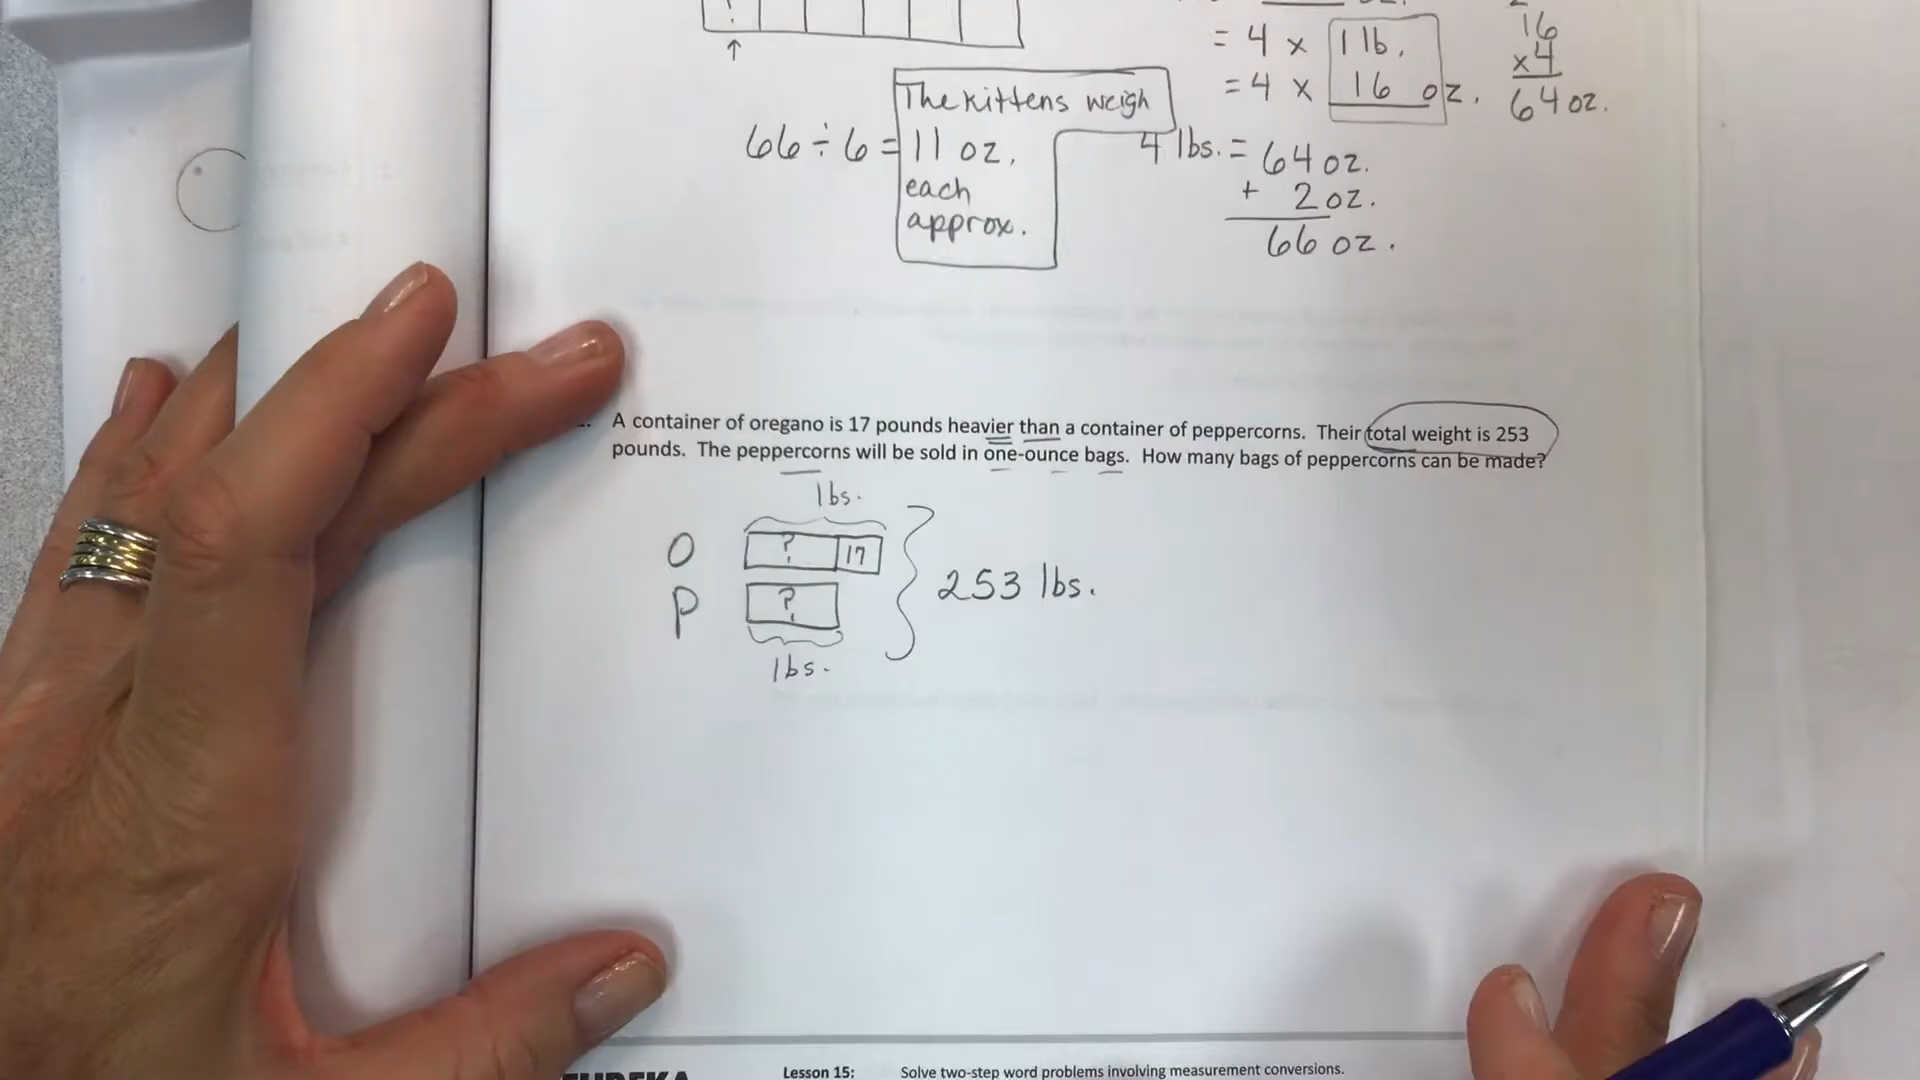 ?
↑
= 4 x 1 lb.
= 4 x 16 oz.
16
x4
64 oz.
The kittens weigh
66 ÷ 6 = 11 oz.
each
approx.
4 lbs. = 64 oz.
+ 2 oz.
66 oz.
A container of oregano is 17 pounds heavier than a container of peppercorns. Their total weight is 253
pounds. The peppercorns will be sold in one-ounce bags. How many bags of peppercorns can be made?
lbs.
O ? 17
P ?
253 lbs.
lbs.
EUREKA
Lesson 15: Solve two-step word problems involving measurement conversions.